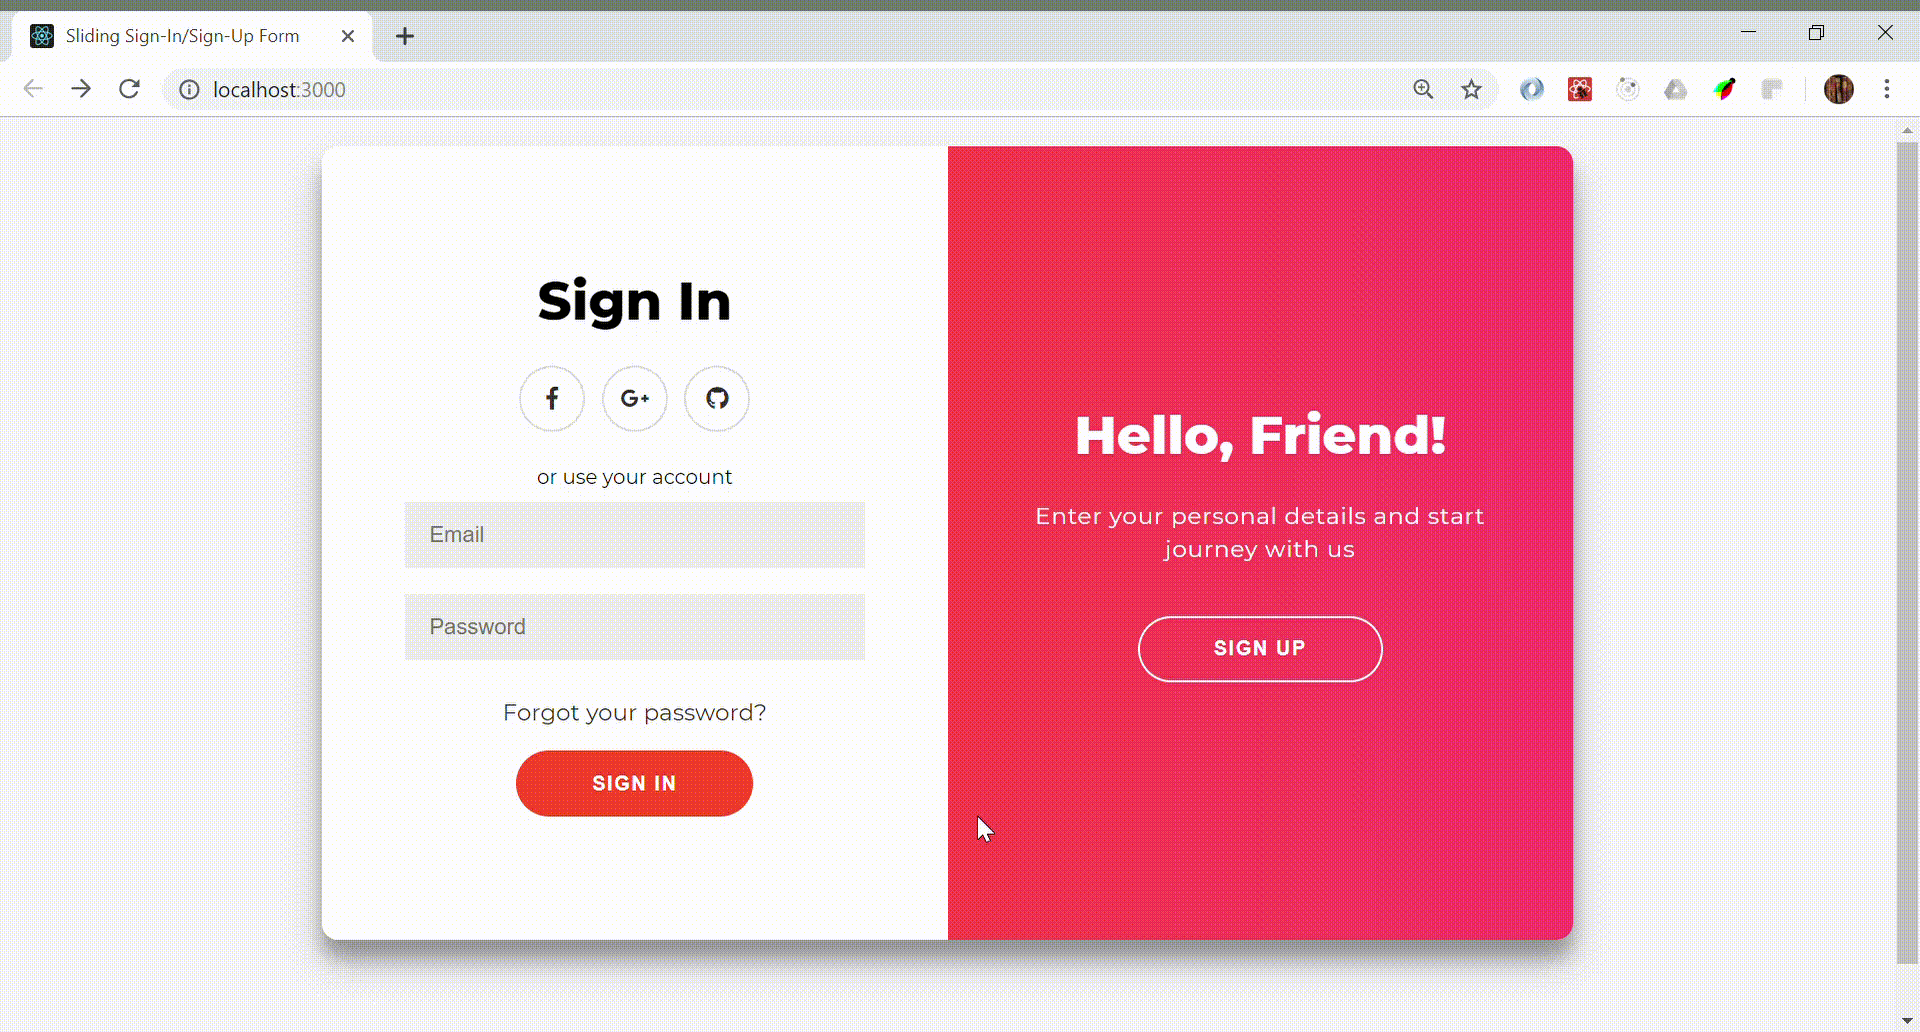 Sliding Sign-In/Sign-Up Form
localhost:3000
Sign In
G+
or use your account
Email
Password
Forgot your password?
SIGN IN
Hello, Friend!
Enter your personal details and start
journey with us
SIGN UP